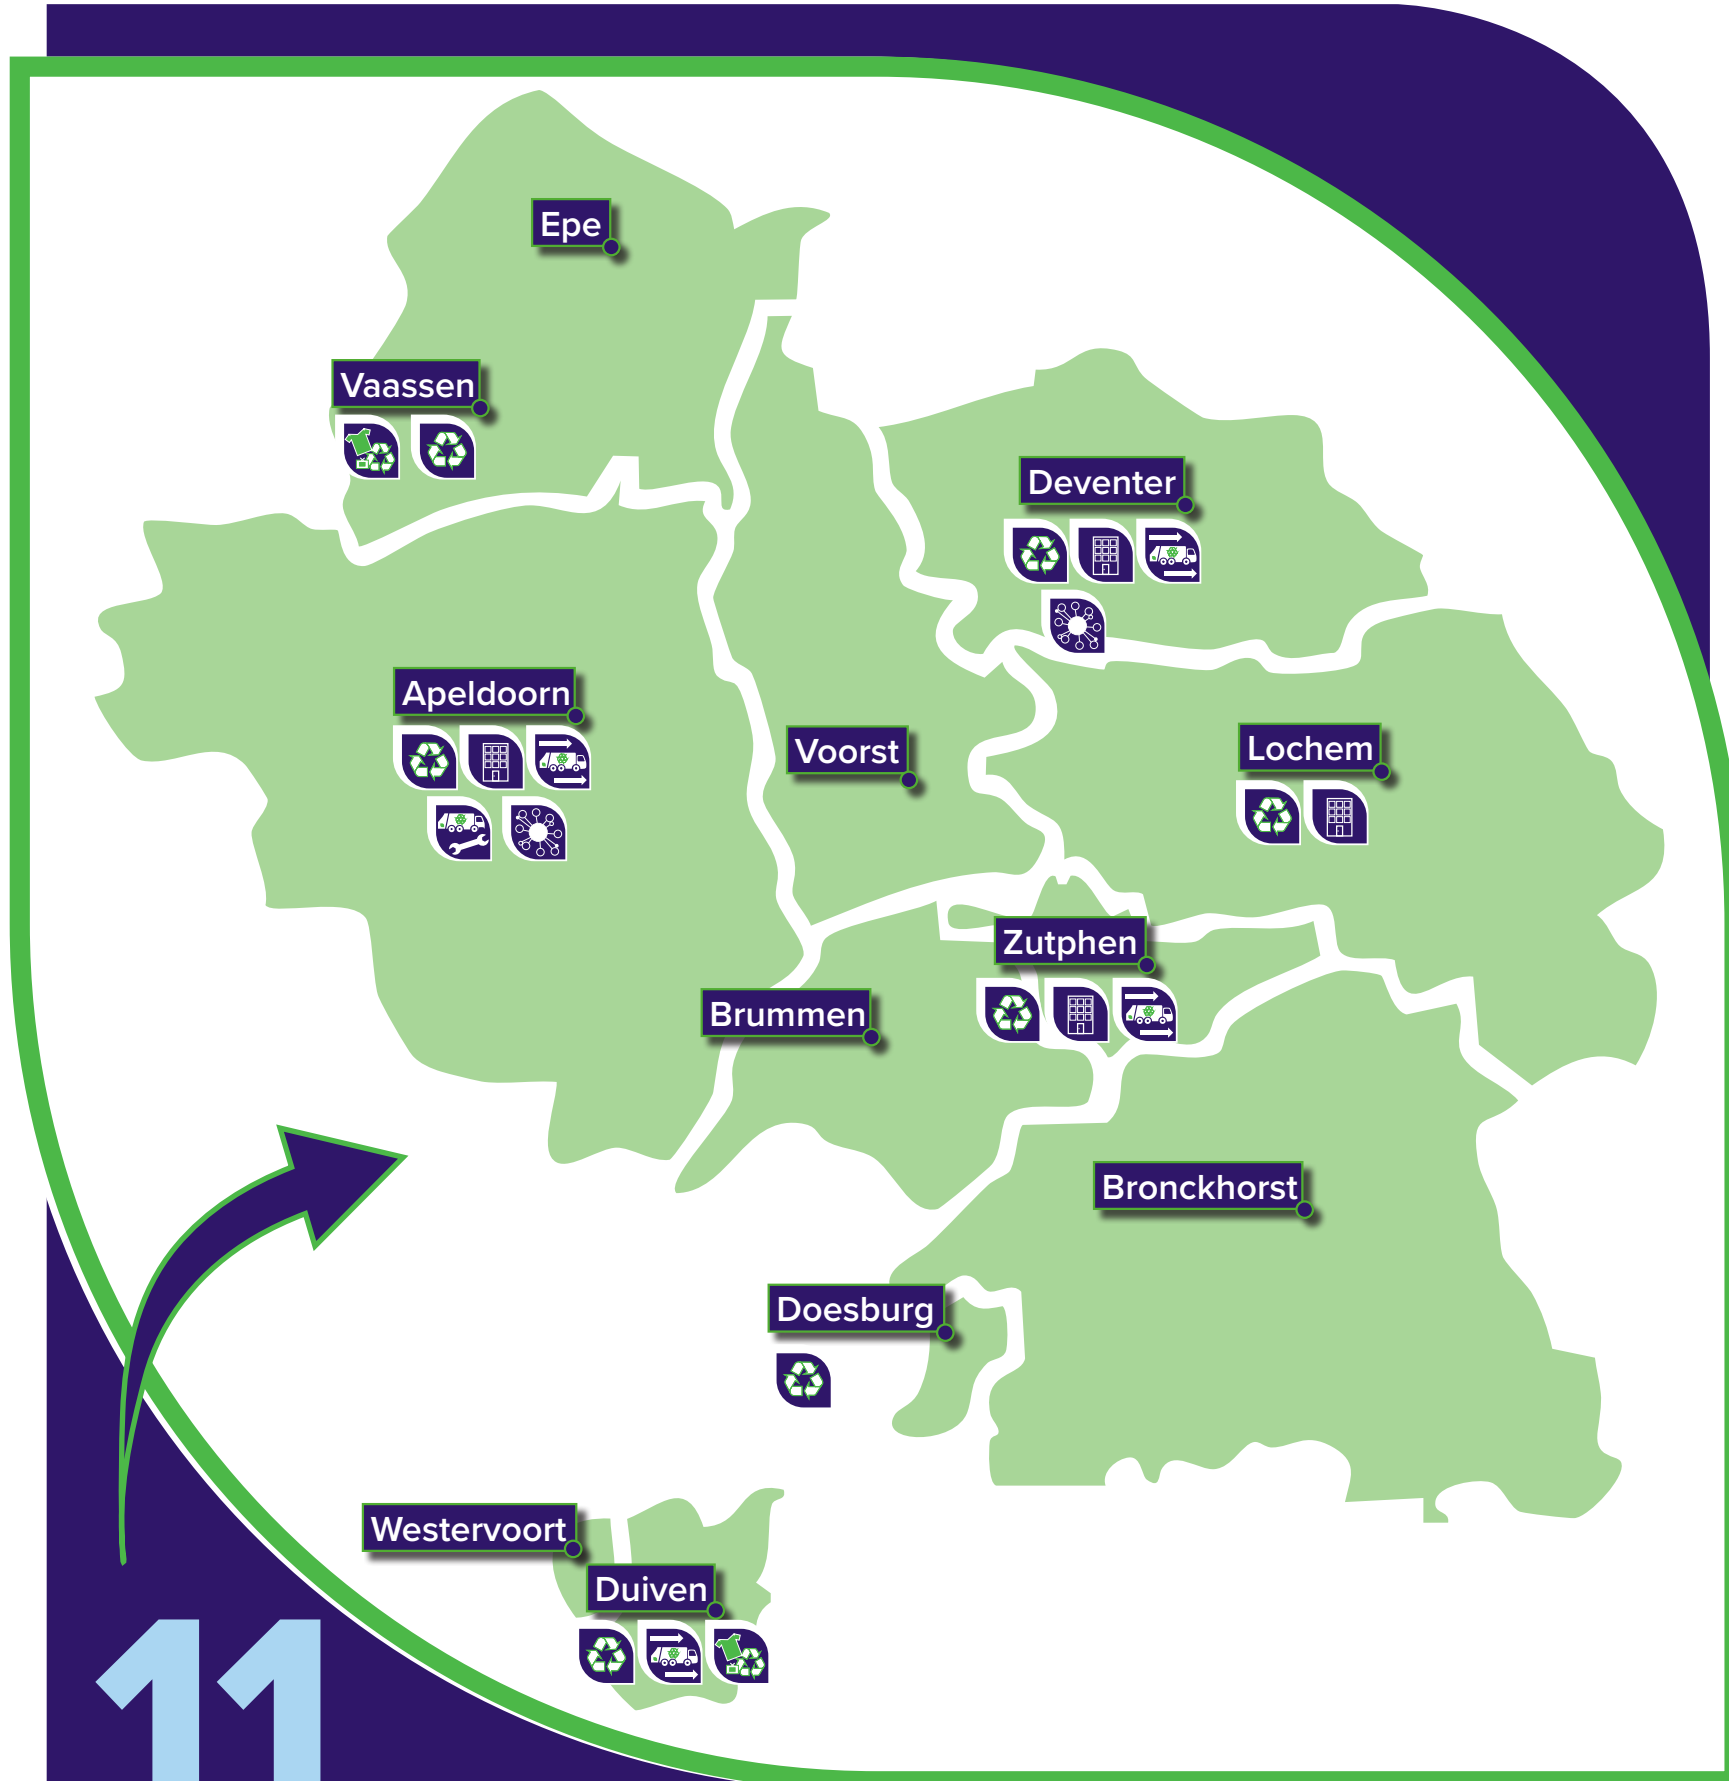 Epe
Vaassen
Deventer
Apeldoorn
Voorst
Lochem
Zutphen
Brummen
Bronckhorst
Doesburg
Westervoort
Duiven
11